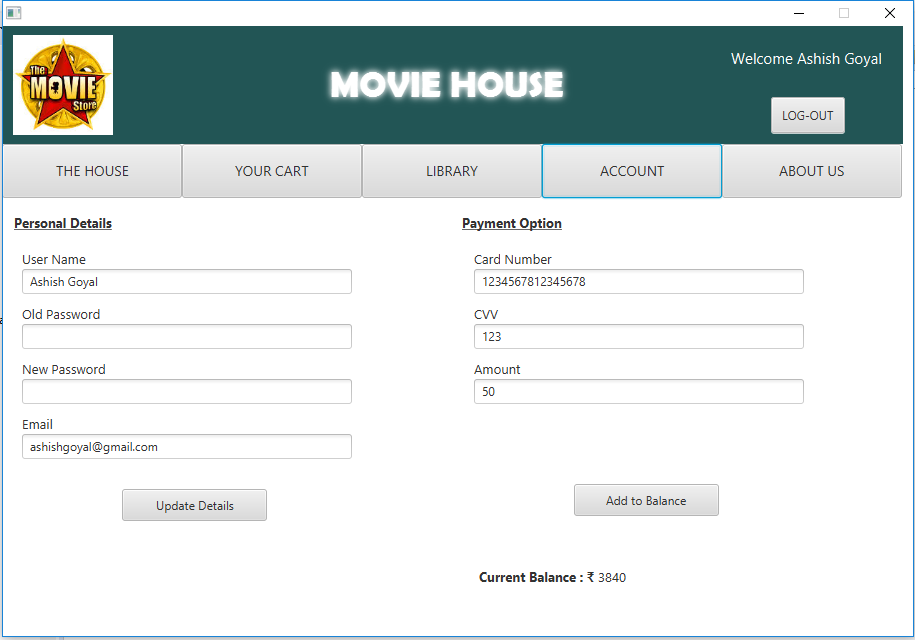 The
MOVIE
Store
MOVIE HOUSE
Welcome Ashish Goyal
LOG-OUT
THE HOUSE
YOUR CART
LIBRARY
ACCOUNT
ABOUT US
Personal Details
User Name
Ashish Goyal
Old Password
New Password
Email
ashishgoyal@gmail.com
Update Details
Payment Option
Card Number
1234567812345678
CVV
123
Amount
50
Add to Balance
Current Balance : ₹ 3840